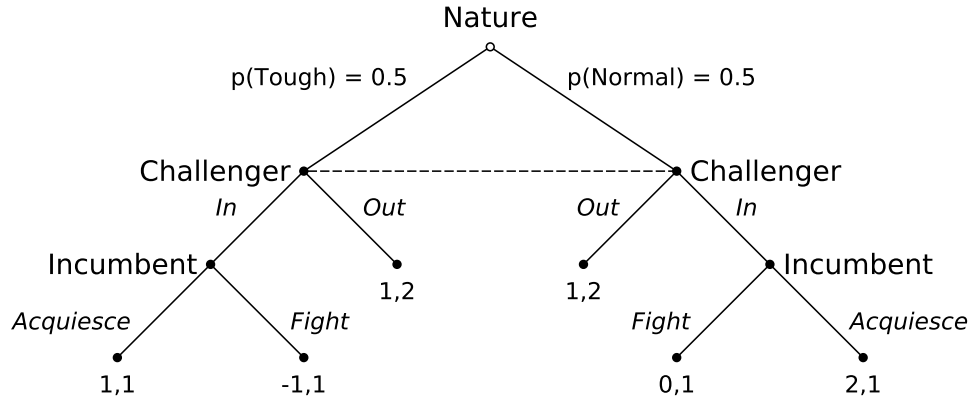 Nature
p(Tough) = 0.5
p(Normal) = 0.5
Challenger
Challenger
In
Out
Out
In
Incumbent
Incumbent
1,2
1,2
Acquiesce
Fight
Fight
Acquiesce
1,1
-1,1
0,1
2,1